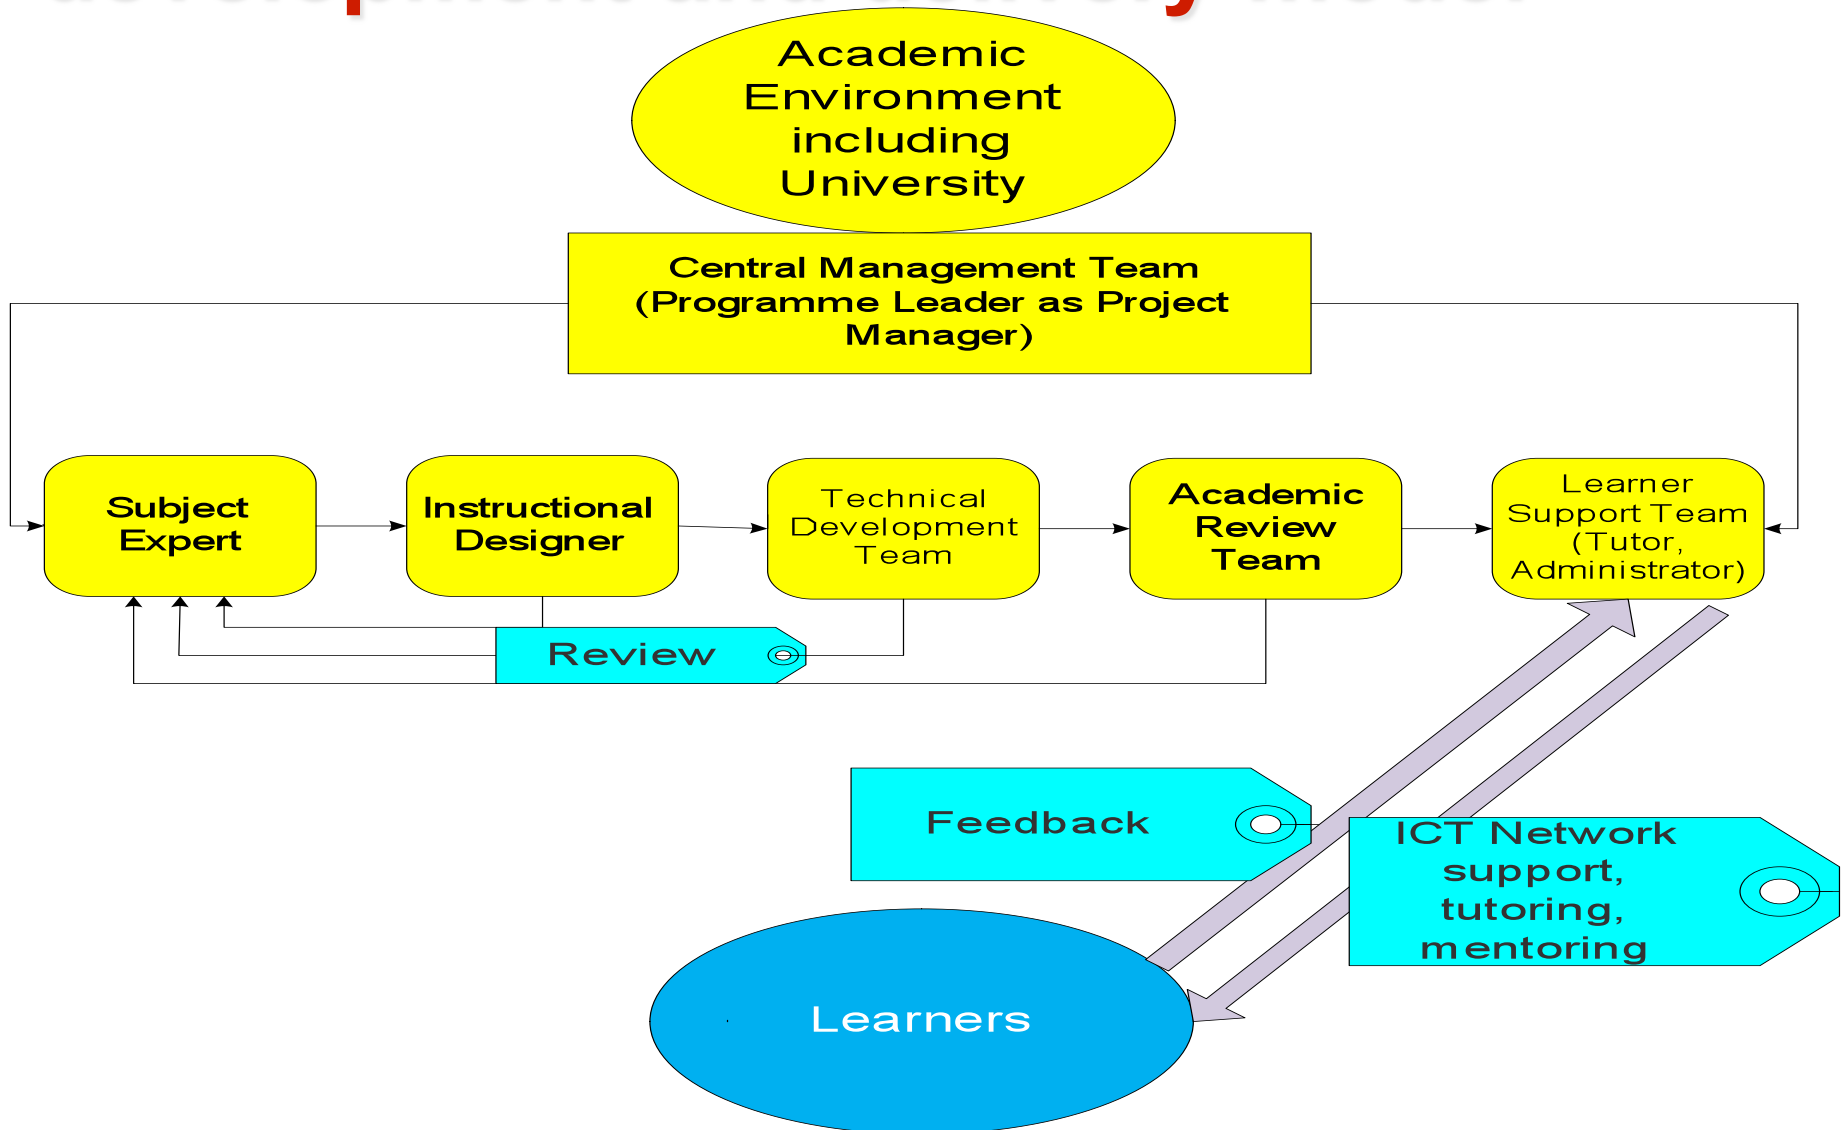 Academic
Environment
including
University
Central Management Team
(Programme Leader as Project
Manager)
Subject
Expert
Instructional
Designer
Technical
Development
Team
Academic
Review
Team
Learner
Support Team
(Tutor,
Administrator)
Review
Feedback
ICT Network
support,
tutoring,
mentoring
Learners